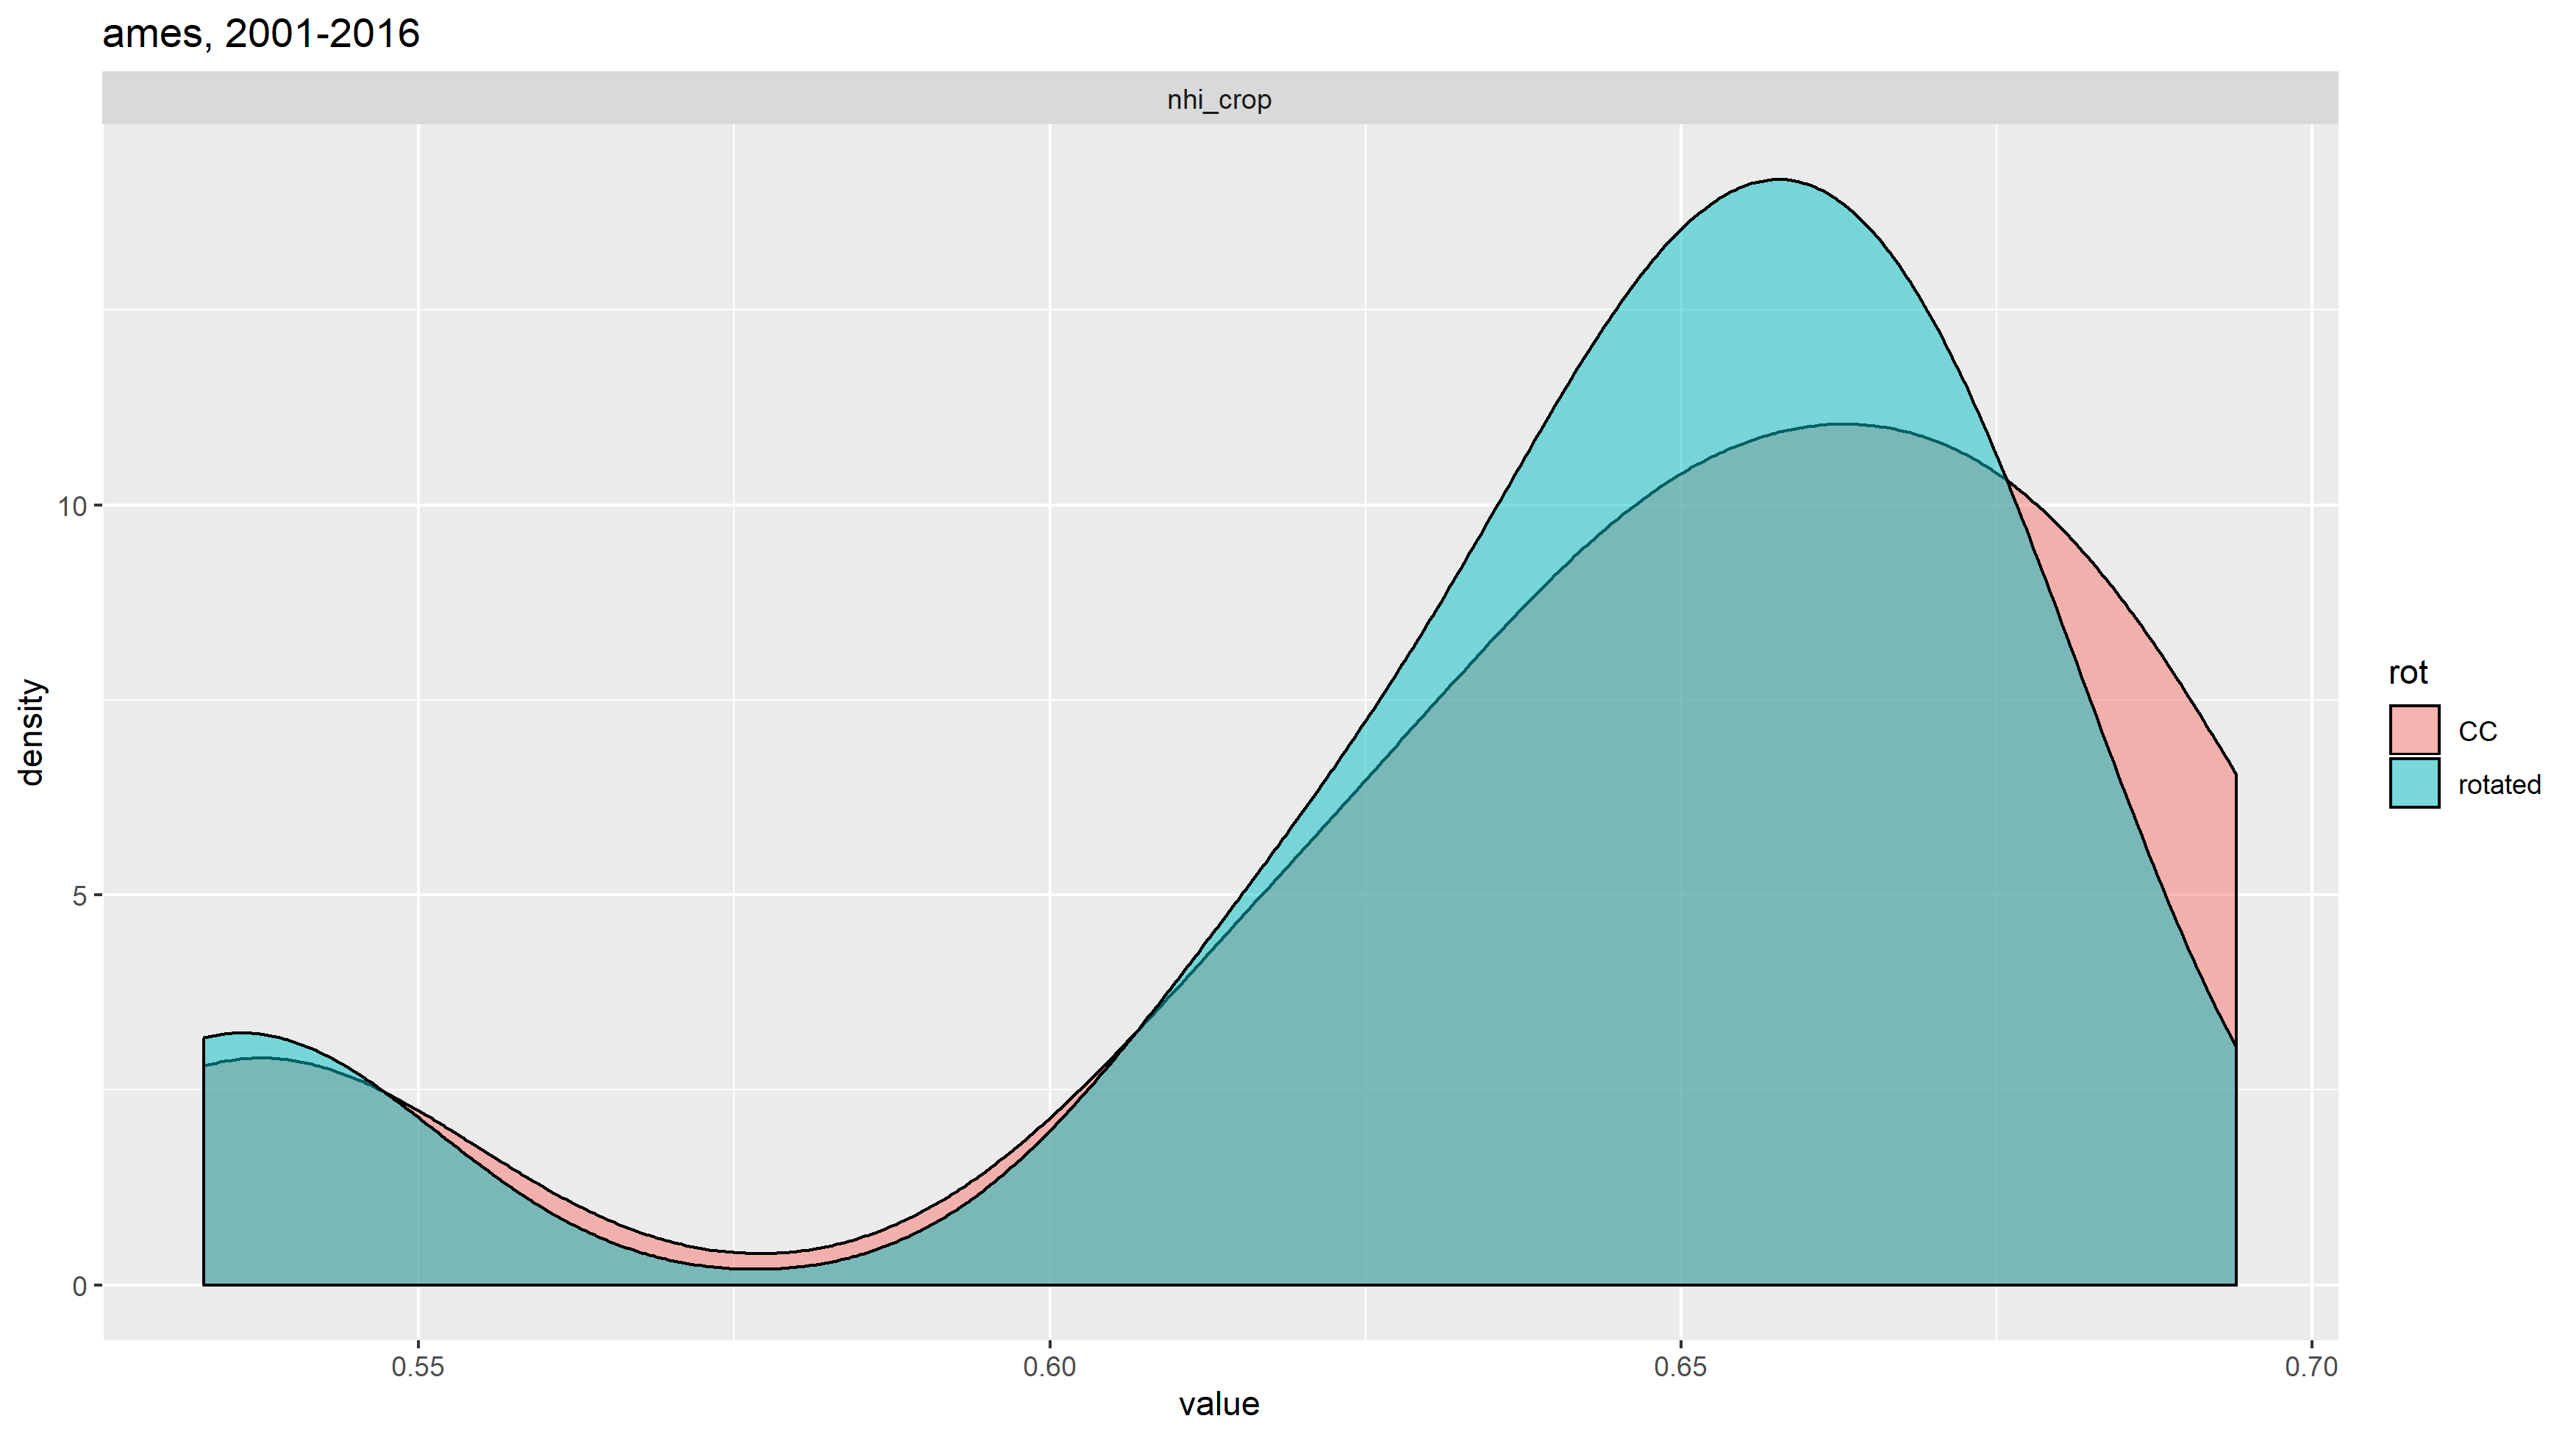 ames, 2001-2016
nhi_crop
10
5
0
density
0.55
0.60
0.65
0.70
value
rot
CC
rotated